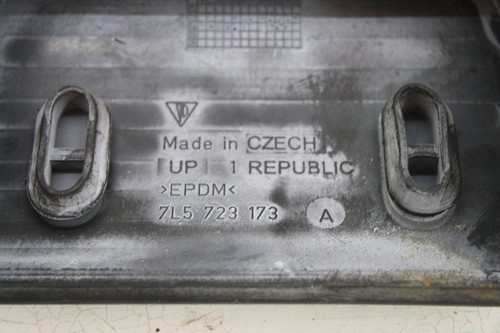 Made in CZECH
UP 1 REPUBLIC
>EPDM<
7L5 723 173 A